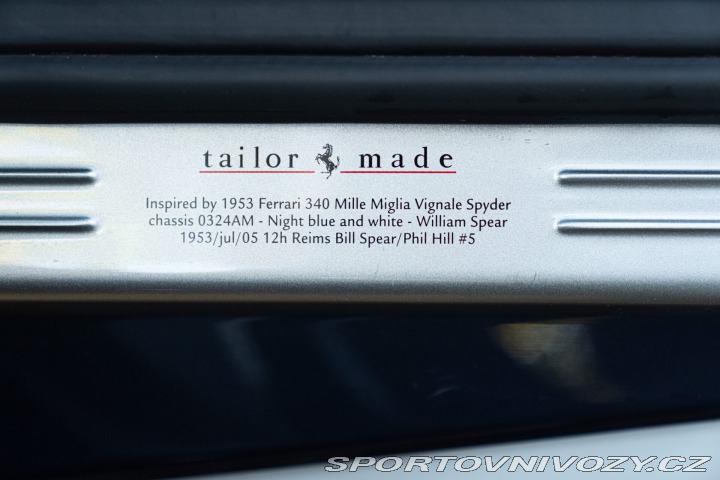 tailor made
Inspired by 1953 Ferrari 340 Mille Miglia Vignale Spyder
chassis 0324AM - Night blue and white - William Spear
1953/jul/05 12h Reims Bill Spear/Phil Hill #5
SPORTOVNIVOZY.CZ